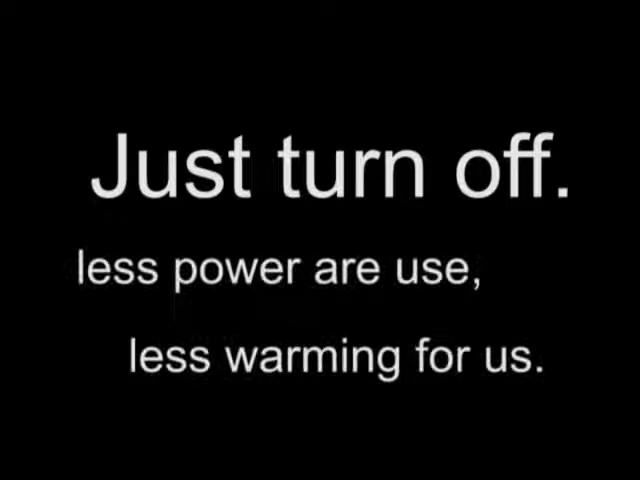 Just turn off.
less power are use,
less warming for us.